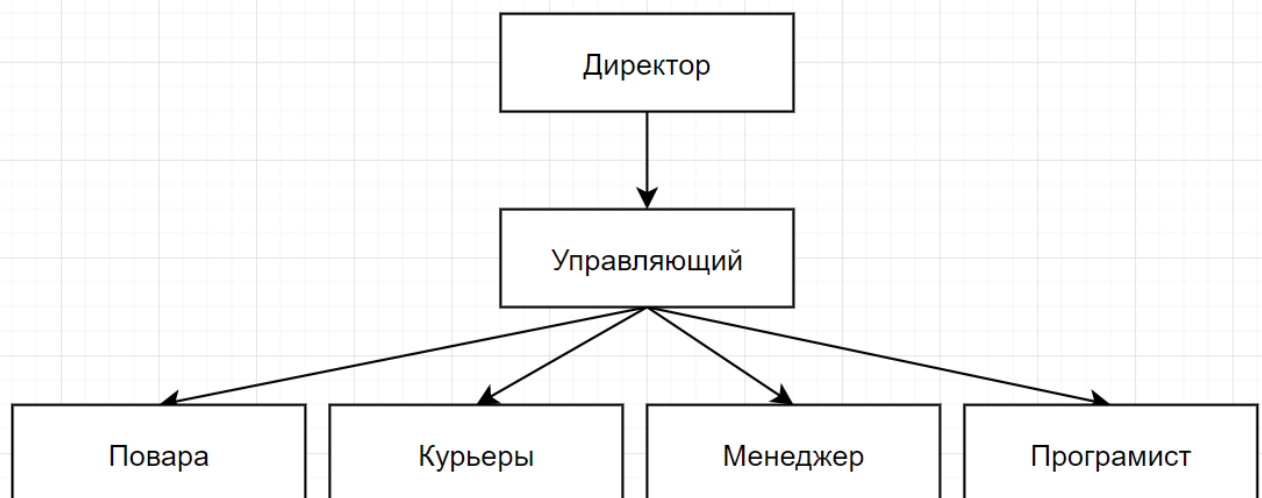 Директор
Управляющий
Повара
Курьеры
Менеджер
Програмист